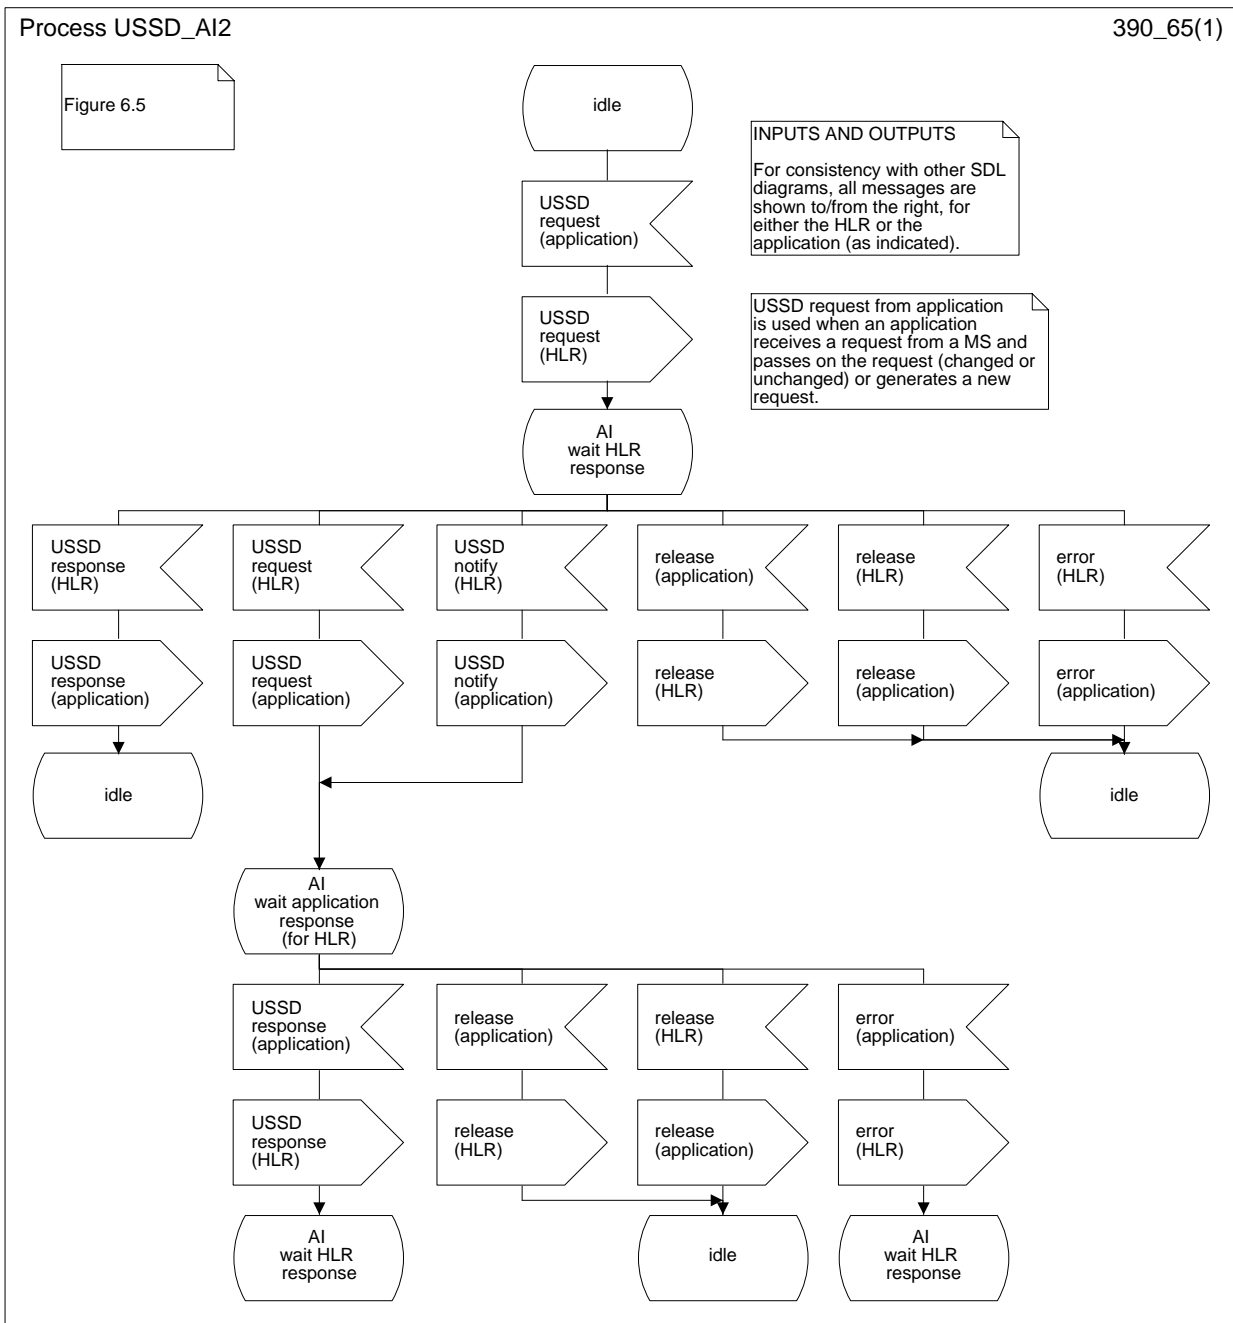 Process USSD_AI2
390_65(1)
Figure 6.5
idle
INPUTS AND OUTPUTS
For consistency with other SDL
diagrams, all messages are
shown to/from the right, for
either the HLR or the
application (as indicated).
USSD
request
(application)
USSD
request
(HLR)
USSD request from application
is used when an application
receives a request from a MS and
passes on the request (changed or
unchanged) or generates a new
request.
AI
wait HLR
response
USSD
response
(HLR)
USSD
request
(HLR)
USSD
notify
(HLR)
release
(application)
release
(HLR)
error
(HLR)
USSD
response
(application)
USSD
request
(application)
USSD
notify
(application)
release
(HLR)
release
(application)
error
(application)
idle
idle
AI
wait application
response
(for HLR)
USSD
response
(application)
release
(application)
release
(HLR)
error
(application)
USSD
response
(HLR)
release
(HLR)
release
(application)
error
(HLR)
AI
wait HLR
response
idle
AI
wait HLR
response